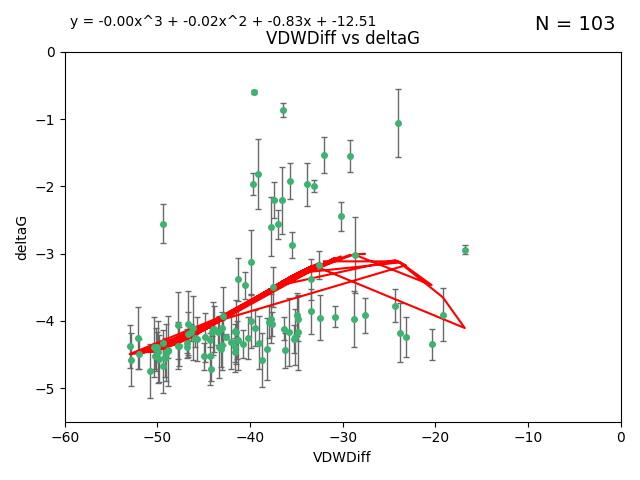 y = -0.00x^3 + -0.02x^2 + -0.83x + -12.51
N = 103
VDWDiff vs deltaG
0
−1
−2
−3
−4
−5
deltaG
−60 −50 −40 −30 −20 −10 0
VDWDiff